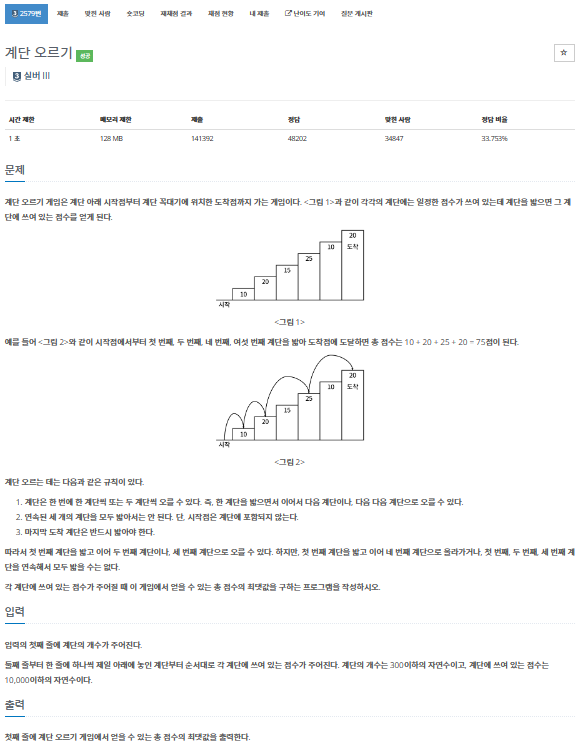 2579번 제출 맞힌 사람 숏코딩 재채점 결과 채점 현황 내 제출 난이도 기여 질문 게시판
계단 오르기 성공
3 실버 III
시간 제한 메모리 제한 제출 정답 맞힌 사람 정답 비율
1 초 128 MB 141392 48202 34847 33.753%
문제
계단 오르기 게임은 계단 아래 시작점부터 계단 꼭대기에 위치한 도착점까지 가는 게임이다. <그림 1>과 같이 각각의 계단에는 일정한 점수가 쓰여 있는데 계단을 밟으면 그 계
단에 쓰여 있는 점수를 얻게 된다.
20
도착
10
25
15
20
10
시작
<그림 1>
예를 들어 <그림 2>와 같이 시작점에서부터 첫 번째, 두 번째, 네 번째, 여섯 번째 계단을 밟아 도착점에 도달하면 총 점수는 10 + 20 + 25 + 20 = 75점이 된다.
20
도착
10
25
15
20
10
시작
<그림 2>
계단 오르는 데는 다음과 같은 규칙이 있다.
1. 계단은 한 번에 한 계단씩 또는 두 계단씩 오를 수 있다. 즉, 한 계단을 밟으면서 이어서 다음 계단이나, 다음 다음 계단으로 오를 수 있다.
2. 연속된 세 개의 계단을 모두 밟아서는 안 된다. 단, 시작점은 계단에 포함되지 않는다.
3. 마지막 도착 계단은 반드시 밟아야 한다.
따라서 첫 번째 계단을 밟고 이어 두 번째 계단이나, 세 번째 계단으로 오를 수 있다. 하지만, 첫 번째 계단을 밟고 이어 네 번째 계단으로 올라가거나, 첫 번째, 두 번째, 세 번째 계
단을 연속해서 모두 밟을 수는 없다.
각 계단에 쓰여 있는 점수가 주어질 때 이 게임에서 얻을 수 있는 총 점수의 최댓값을 구하는 프로그램을 작성하시오.
입력
입력의 첫째 줄에 계단의 개수가 주어진다.
둘째 줄부터 한 줄에 하나씩 제일 아래에 놓인 계단부터 순서대로 각 계단에 쓰여 있는 점수가 주어진다. 계단의 개수는 300이하의 자연수이고, 계단에 쓰여 있는 점수는
10,000이하의 자연수이다.
출력
첫째 줄에 계단 오르기 게임에서 얻을 수 있는 총 점수의 최댓값을 출력한다.